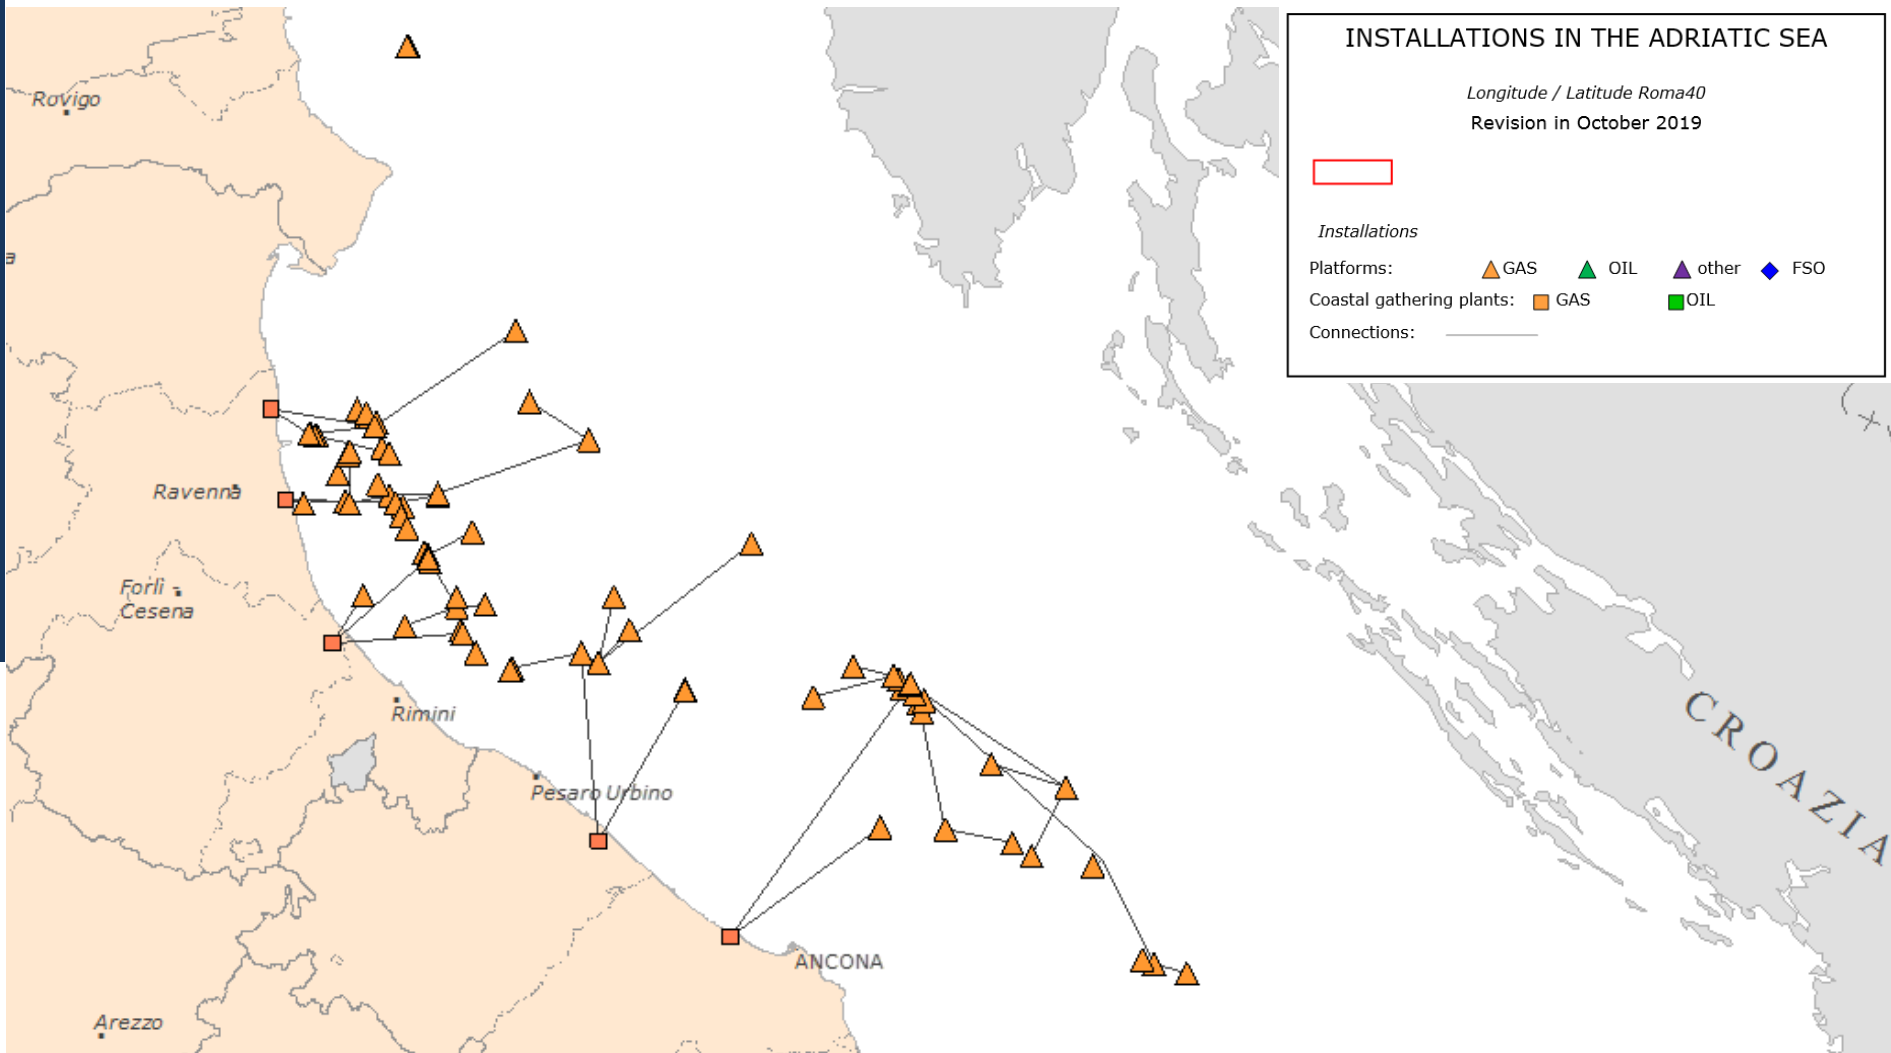 INSTALLATIONS IN THE ADRIATIC SEA
Longitude / Latitude Roma40
Revision in October 2019
Installations
Platforms: GAS OIL other FSO
Coastal gathering plants: GAS OIL
Connections:
Rovigo
a
Ravenna
Forlì
Cesena
Rimini
Pesaro Urbino
ANCONA
Arezzo
CROAZIA